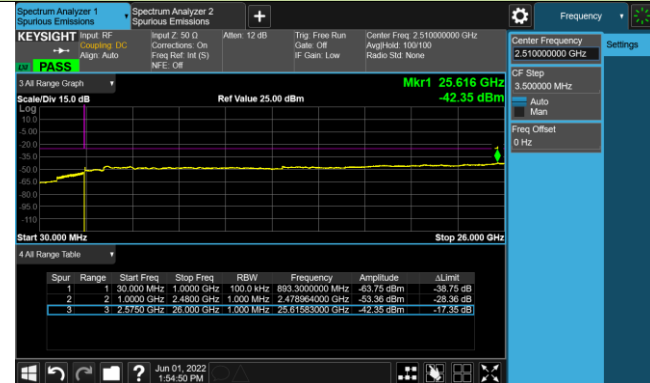 Spectrum Analyzer 1
Spurious Emissions
Spectrum Analyzer 2
Spurious Emissions
+
Frequency
KEYSIGHT
Input: RF
Coupling: DC
Align: Auto
Input Z: 50 Ω
Corrections: On
Freq Ref: Int (S)
NFE: Off
Atten: 12 dB
Trig: Free Run
Gate: Off
IF Gain: Low
Center Freq: 2.510000000 GHz
Avg|Hold: 100/100
Radio Std: None
PASS
Center Frequency
2.510000000 GHz
Settings
CF Step
3.500000 MHz
Auto
Man
Freq Offset
0 Hz
3 All Range Graph
Mkr1 25.616 GHz
Scale/Div 15.0 dB
Ref Value 25.00 dBm
-42.35 dBm
Log
10.0
-5.00
-20.0
-35.0
-50.0
-65.0
-80.0
-95.0
-110
1
Start 30.000 MHz
Stop 26.000 GHz
4 All Range Table
Spur Range Start Freq Stop Freq RBW Frequency Amplitude ΔLimit
1 1 30.000 MHz 1.0000 GHz 100.0 kHz 893.3000000 MHz -63.75 dBm -38.75 dB
2 2 1.0000 GHz 2.4800 GHz 1.000 MHz 2.478964000 GHz -53.36 dBm -28.36 dB
3 3 2.5750 GHz 26.000 GHz 1.000 MHz 25.61583000 GHz -42.35 dBm -17.35 dB
?
Jun 01, 2022
1:54:50 PM